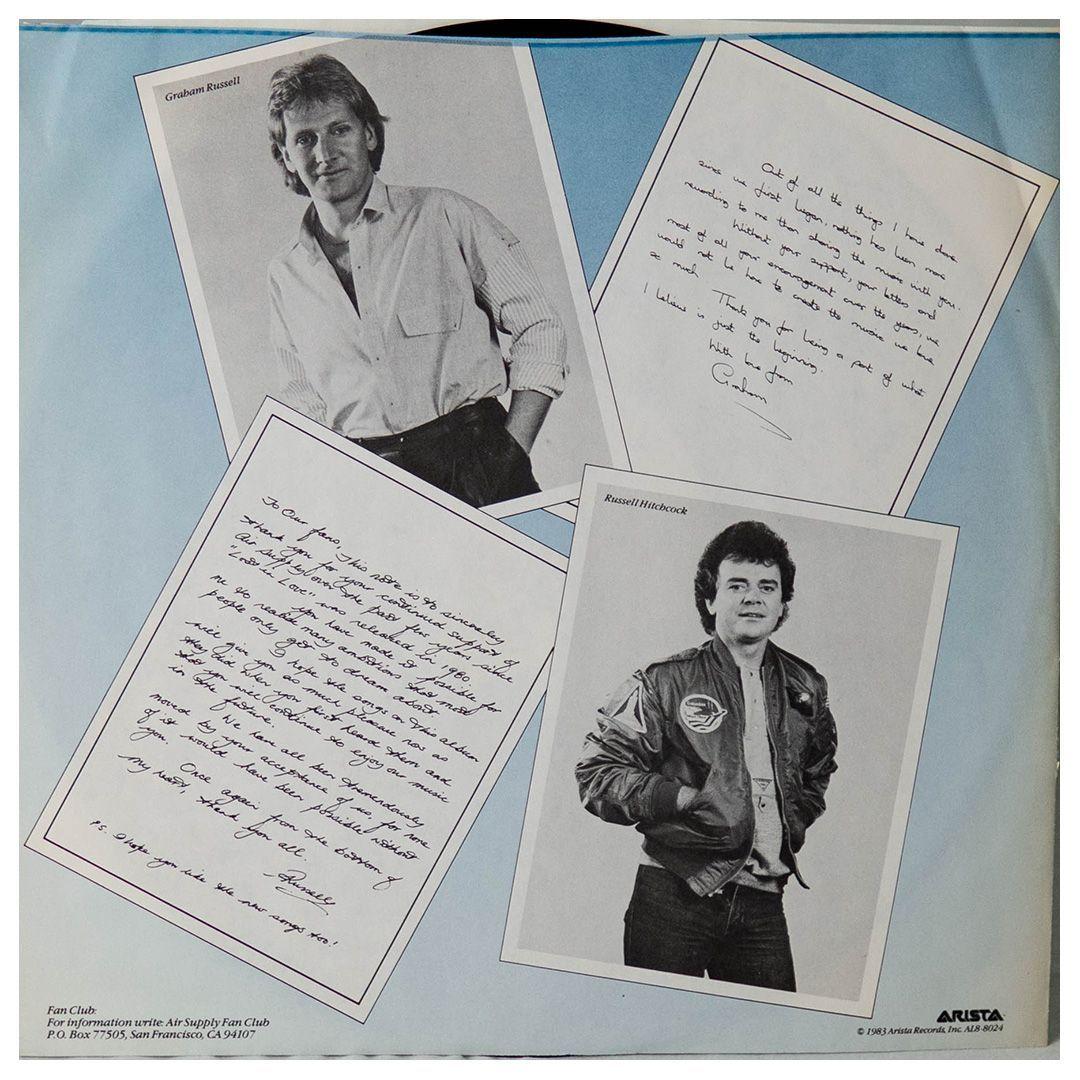 Graham Russell
Out of all the things I have done
since we first began, nothing has been more
rewarding to me than sharing the music with you.
Without your support, your letters and
most of all your encouragement over the years, we
would not be here to create the music we love
so much
Thank you for being a part of what
I believe is just the beginning.
With love from
Graham
To Our fans, This note is to sincerely
thank you for your continued support of
Air Supply over the past few years since
"Lost in Love" was released in 1980.
you have made it possible for
me to realize many ambitions that most
people only get to dream about.
I hope the songs on this album
will give you as much pleasure now as
they did when you first heard them and
that you will continue to enjoy our music
in the future.
We have all been tremendously
moved by your acceptance of us, for none
of it would have been possible without
you.
Once again from the bottom of
my heart thank you all.
Russell
P.S. I hope you like the new songs too!
Russell Hitchcock
Fan Club:
For information write: Air Supply Fan Club
P.O. Box 77505, San Francisco, CA 94107
ARISTA
© 1983 Arista Records, Inc. AL8-8024